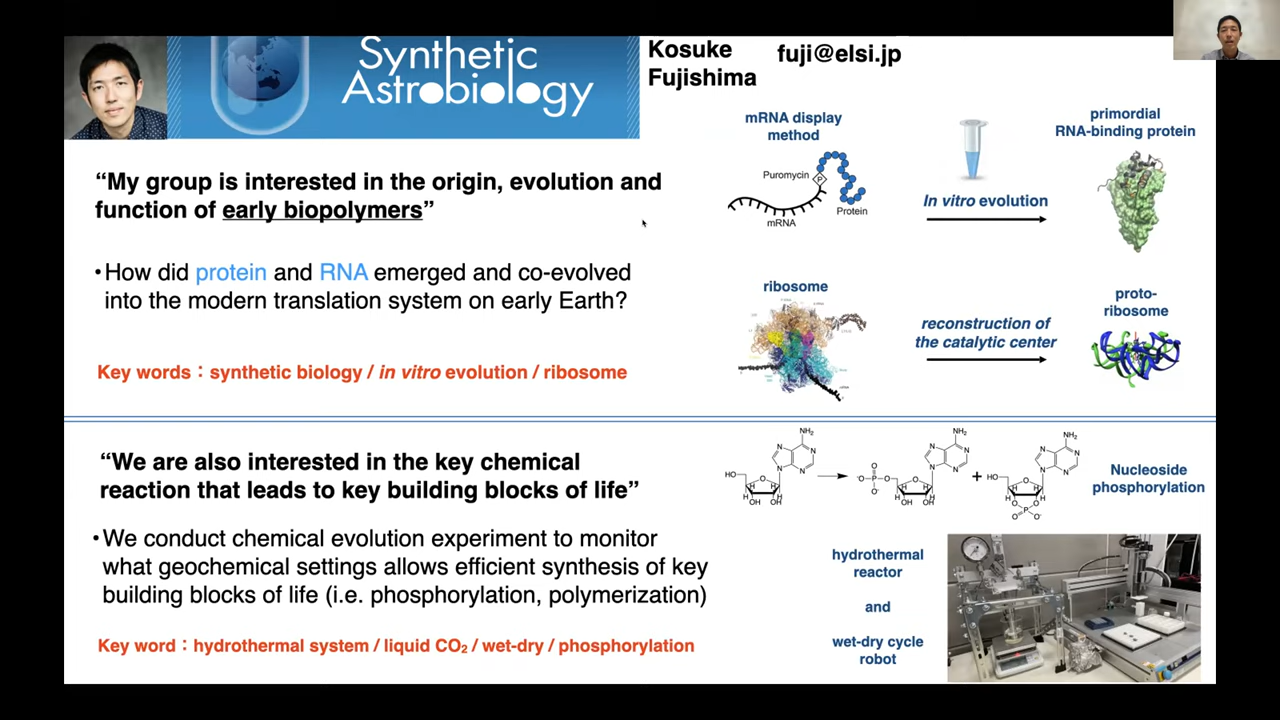 Synthetic
Astrobiology
Kosuke
Fujishima
fuji@elsi.jp
“My group is interested in the origin, evolution and
function of early biopolymers”
•How did protein and RNA emerged and co-evolved
into the modern translation system on early Earth?
Key words：synthetic biology / in vitro evolution / ribosome
mRNA display
method
Puromycin
P
Protein
mRNA
In vitro evolution
primordial
RNA-binding protein
ribosome
reconstruction of
the catalytic center
proto-
ribosome
“We are also interested in the key chemical
reaction that leads to key building blocks of life”
•We conduct chemical evolution experiment to monitor
what geochemical settings allows efficient synthesis of key
building blocks of life (i.e. phosphorylation, polymerization)
Key word：hydrothermal system / liquid CO₂ / wet-dry / phosphorylation
Nucleoside
phosphorylation
hydrothermal
reactor
and
wet-dry cycle
robot